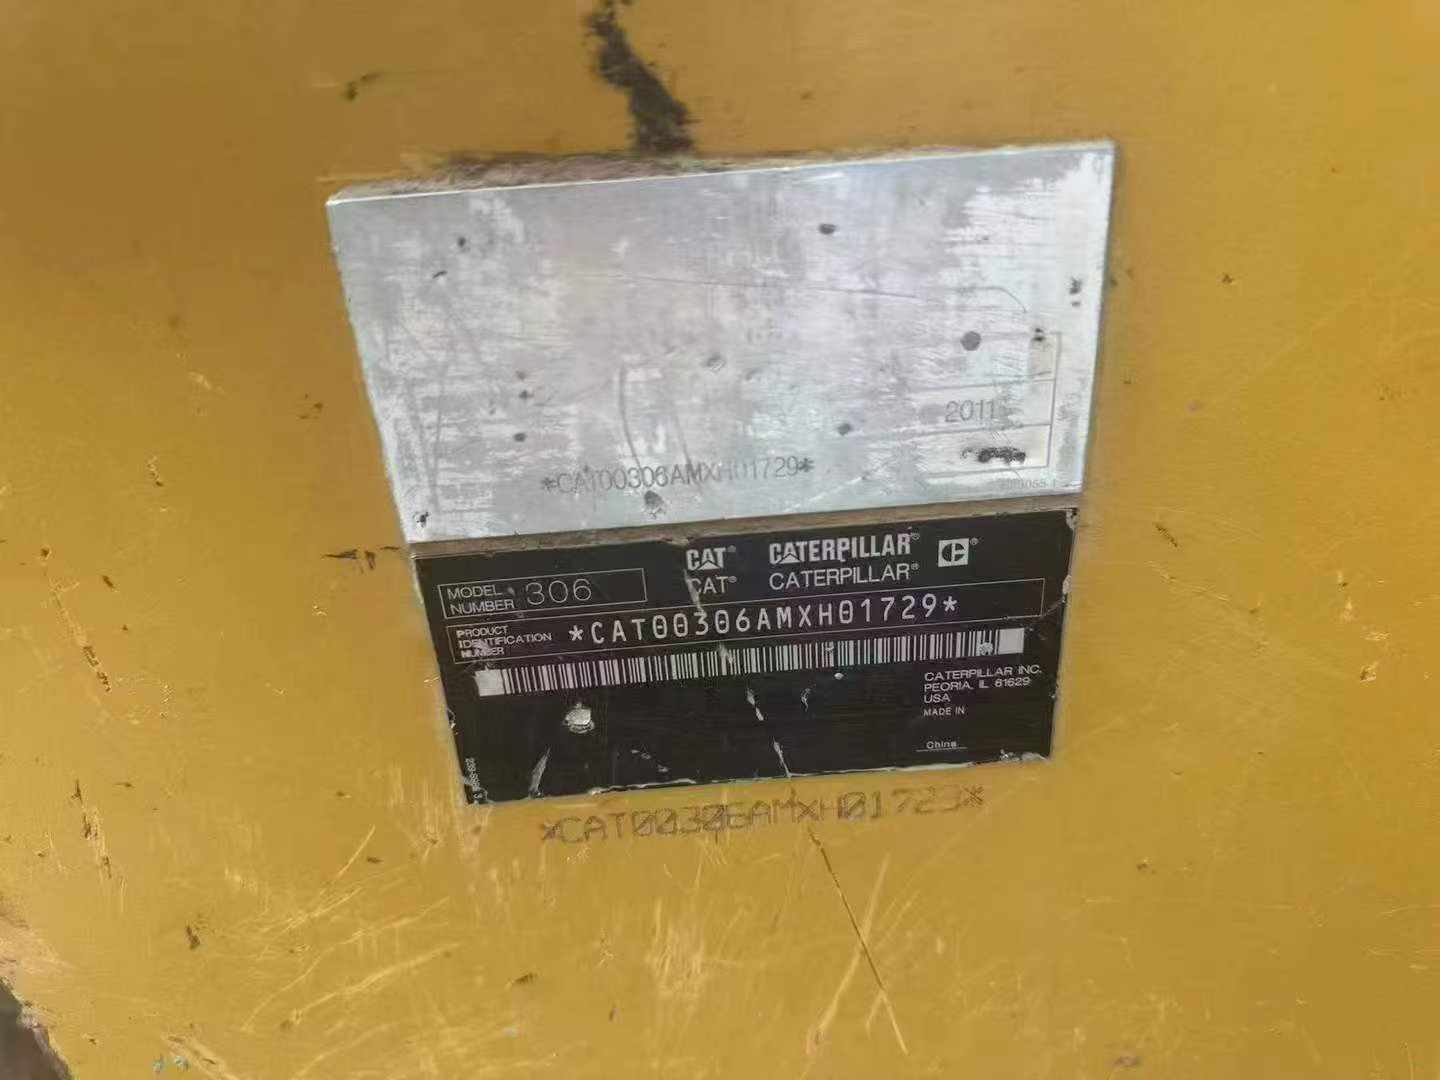 2011
*CAT00306AMXH01729*
CAT® CATERPILLAR®
CAT® CATERPILLAR®
MODEL NUMBER 306
PRODUCT IDENTIFICATION NUMBER *CAT00306AMXH01729*
CATERPILLAR INC.
PEORIA, IL 61629
USA
MADE IN
China
*CAT00306AMXH01729*